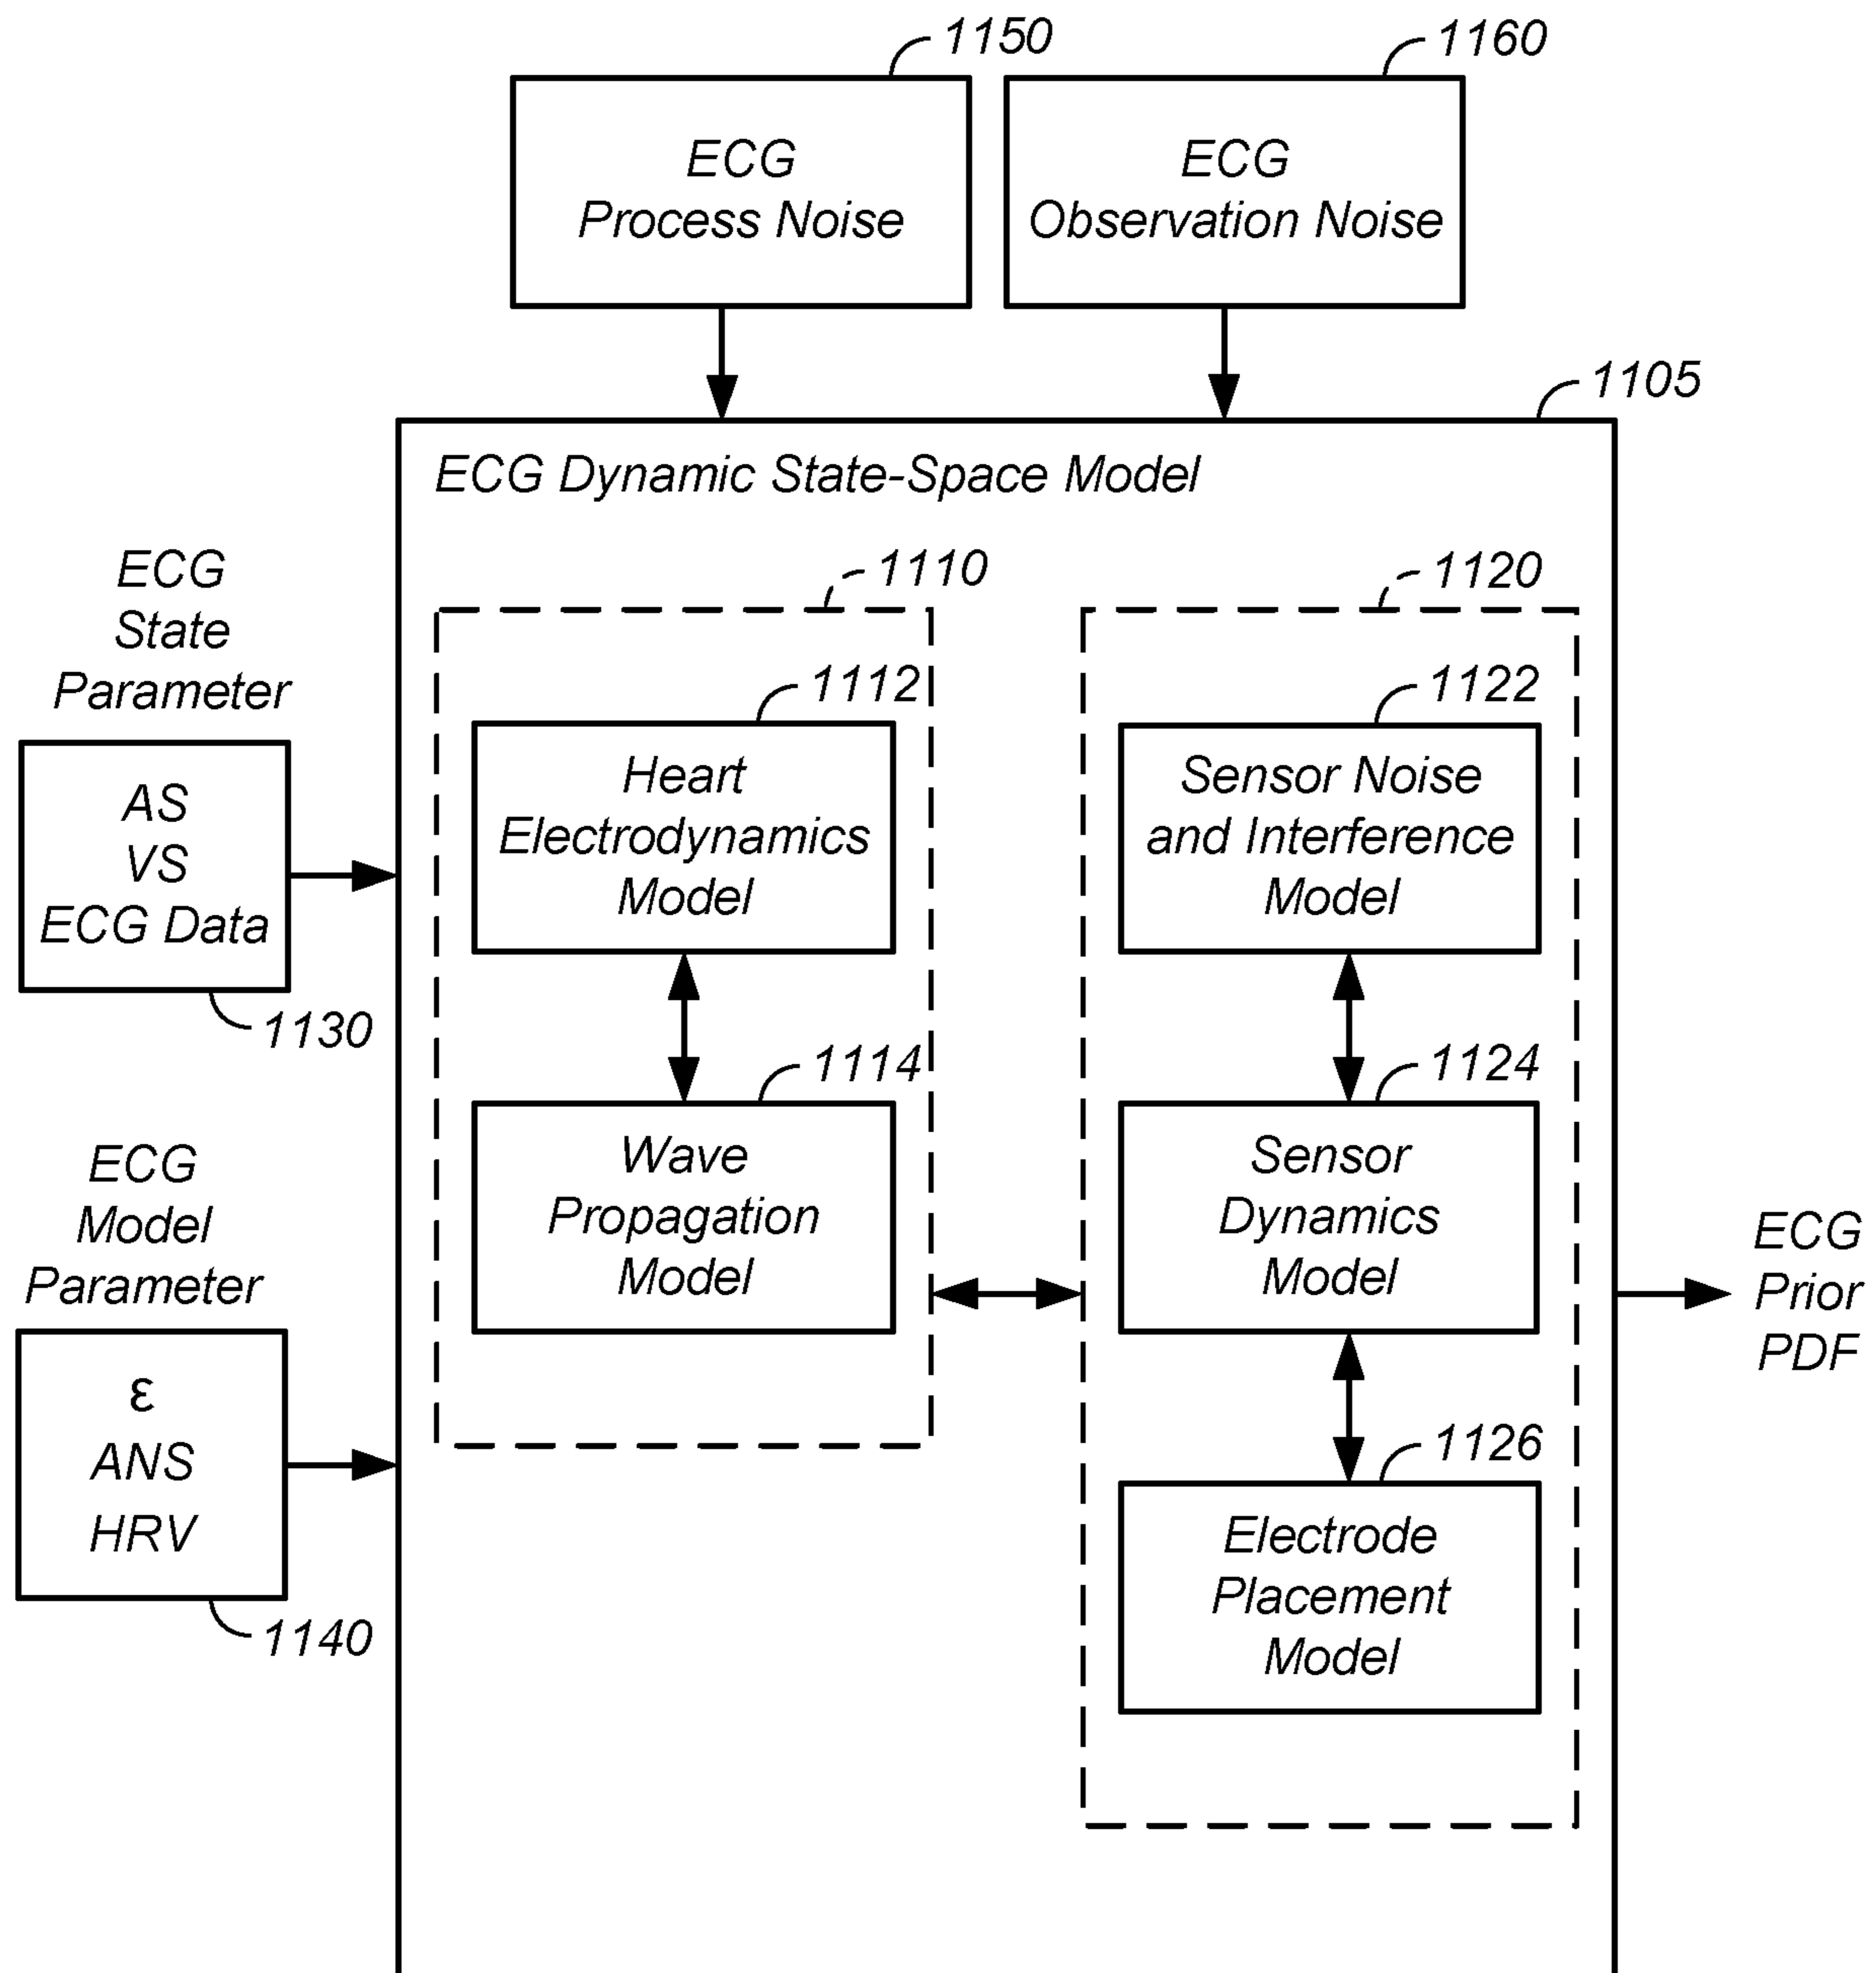 1150
1160
ECG
Process Noise
ECG
Observation Noise
1105
ECG Dynamic State-Space Model
ECG
State
Parameter
AS
VS
ECG Data
1130
ECG
Model
Parameter
ε
ANS
HRV
1140
1110
1112
Heart
Electrodynamics
Model
1114
Wave
Propagation
Model
1120
1122
Sensor Noise
and Interference
Model
1124
Sensor
Dynamics
Model
1126
Electrode
Placement
Model
ECG
Prior
PDF